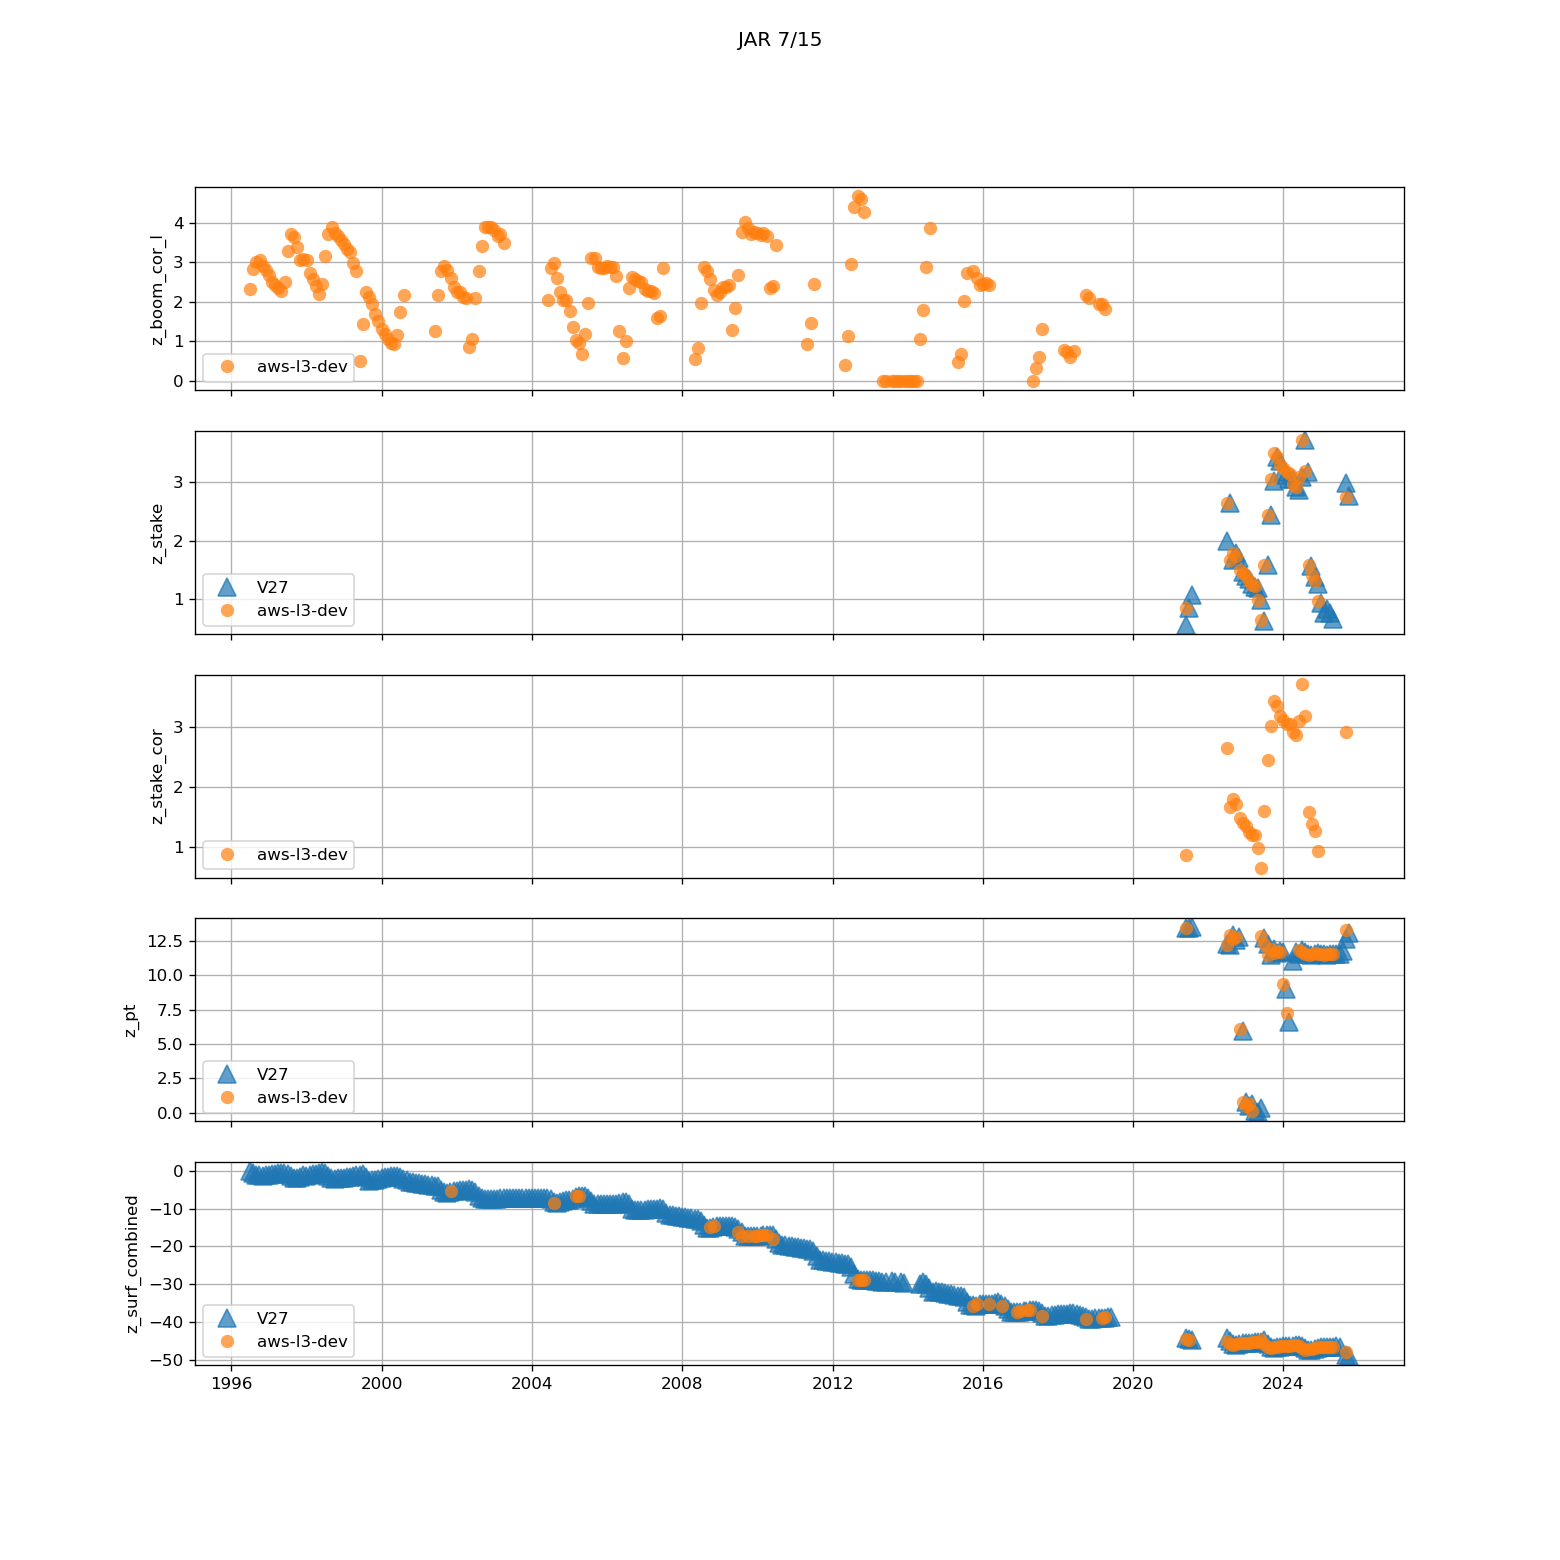 JAR 7/15
z_boom_cor_l
4
3
2
1
0
aws-l3-dev
z_stake
3
2
1
V27
aws-l3-dev
z_stake_cor
3
2
1
aws-l3-dev
z_pt
12.5
10.0
7.5
5.0
2.5
0.0
V27
aws-l3-dev
z_surf_combined
0
−10
−20
−30
−40
−50
V27
aws-l3-dev
1996 2000 2004 2008 2012 2016 2020 2024